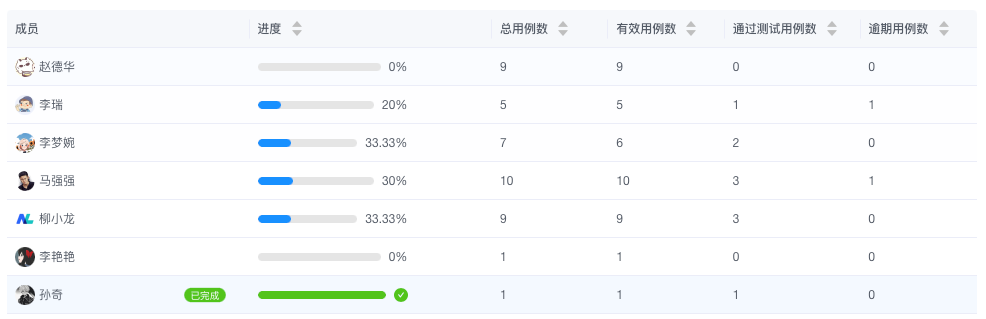 成员 进度 总用例数 有效用例数 通过测试用例数 逾期用例数
赵德华 0% 9 9 0 0
李瑞 20% 5 5 1 1
李梦婉 33.33% 7 6 2 0
马强强 30% 10 10 3 1
柳小龙 33.33% 9 9 3 0
李艳艳 0% 1 1 0 0
孙奇 已完成 1 1 1 0